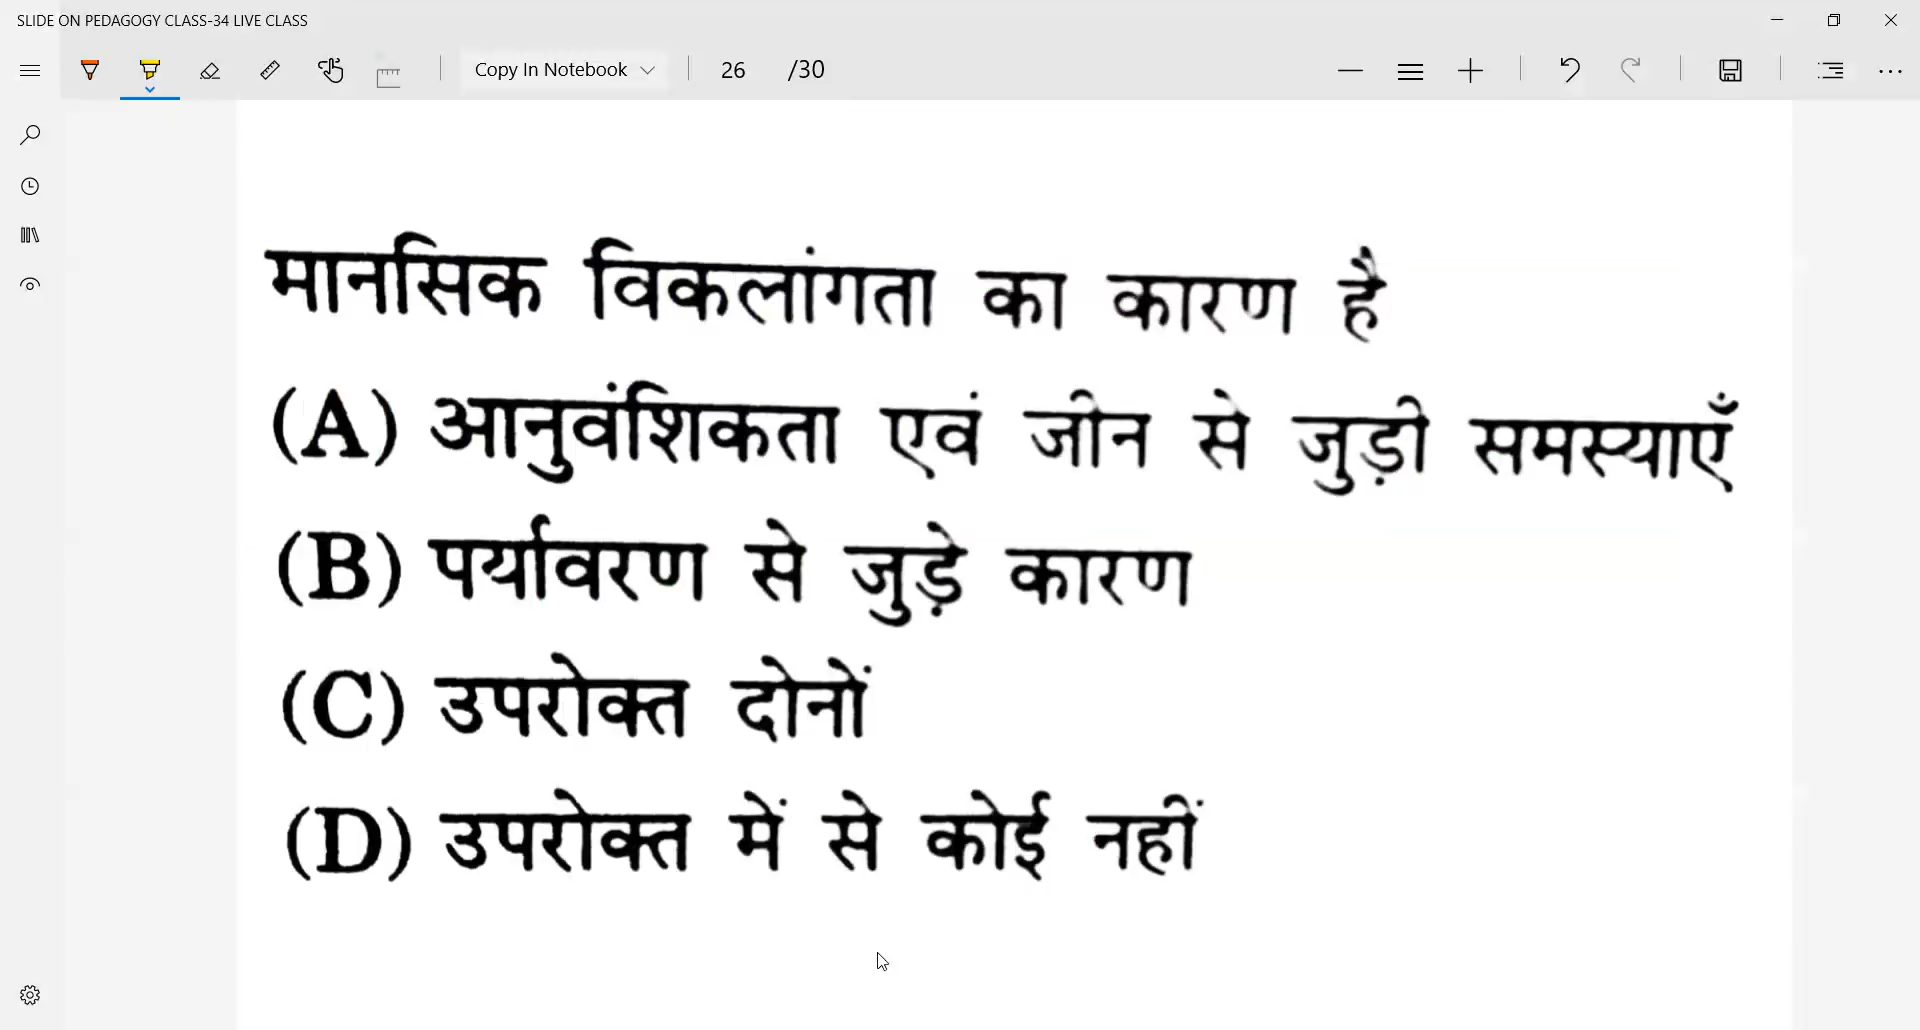 SLIDE ON PEDAGOGY CLASS-34 LIVE CLASS
Copy In Notebook 26 /30
मानसिक विकलांगता का कारण है
(A) आनुवंशिकता एवं जीन से जुड़ी समस्याएँ
(B) पर्यावरण से जुड़े कारण
(C) उपरोक्त दोनों
(D) उपरोक्त में से कोई नहीं